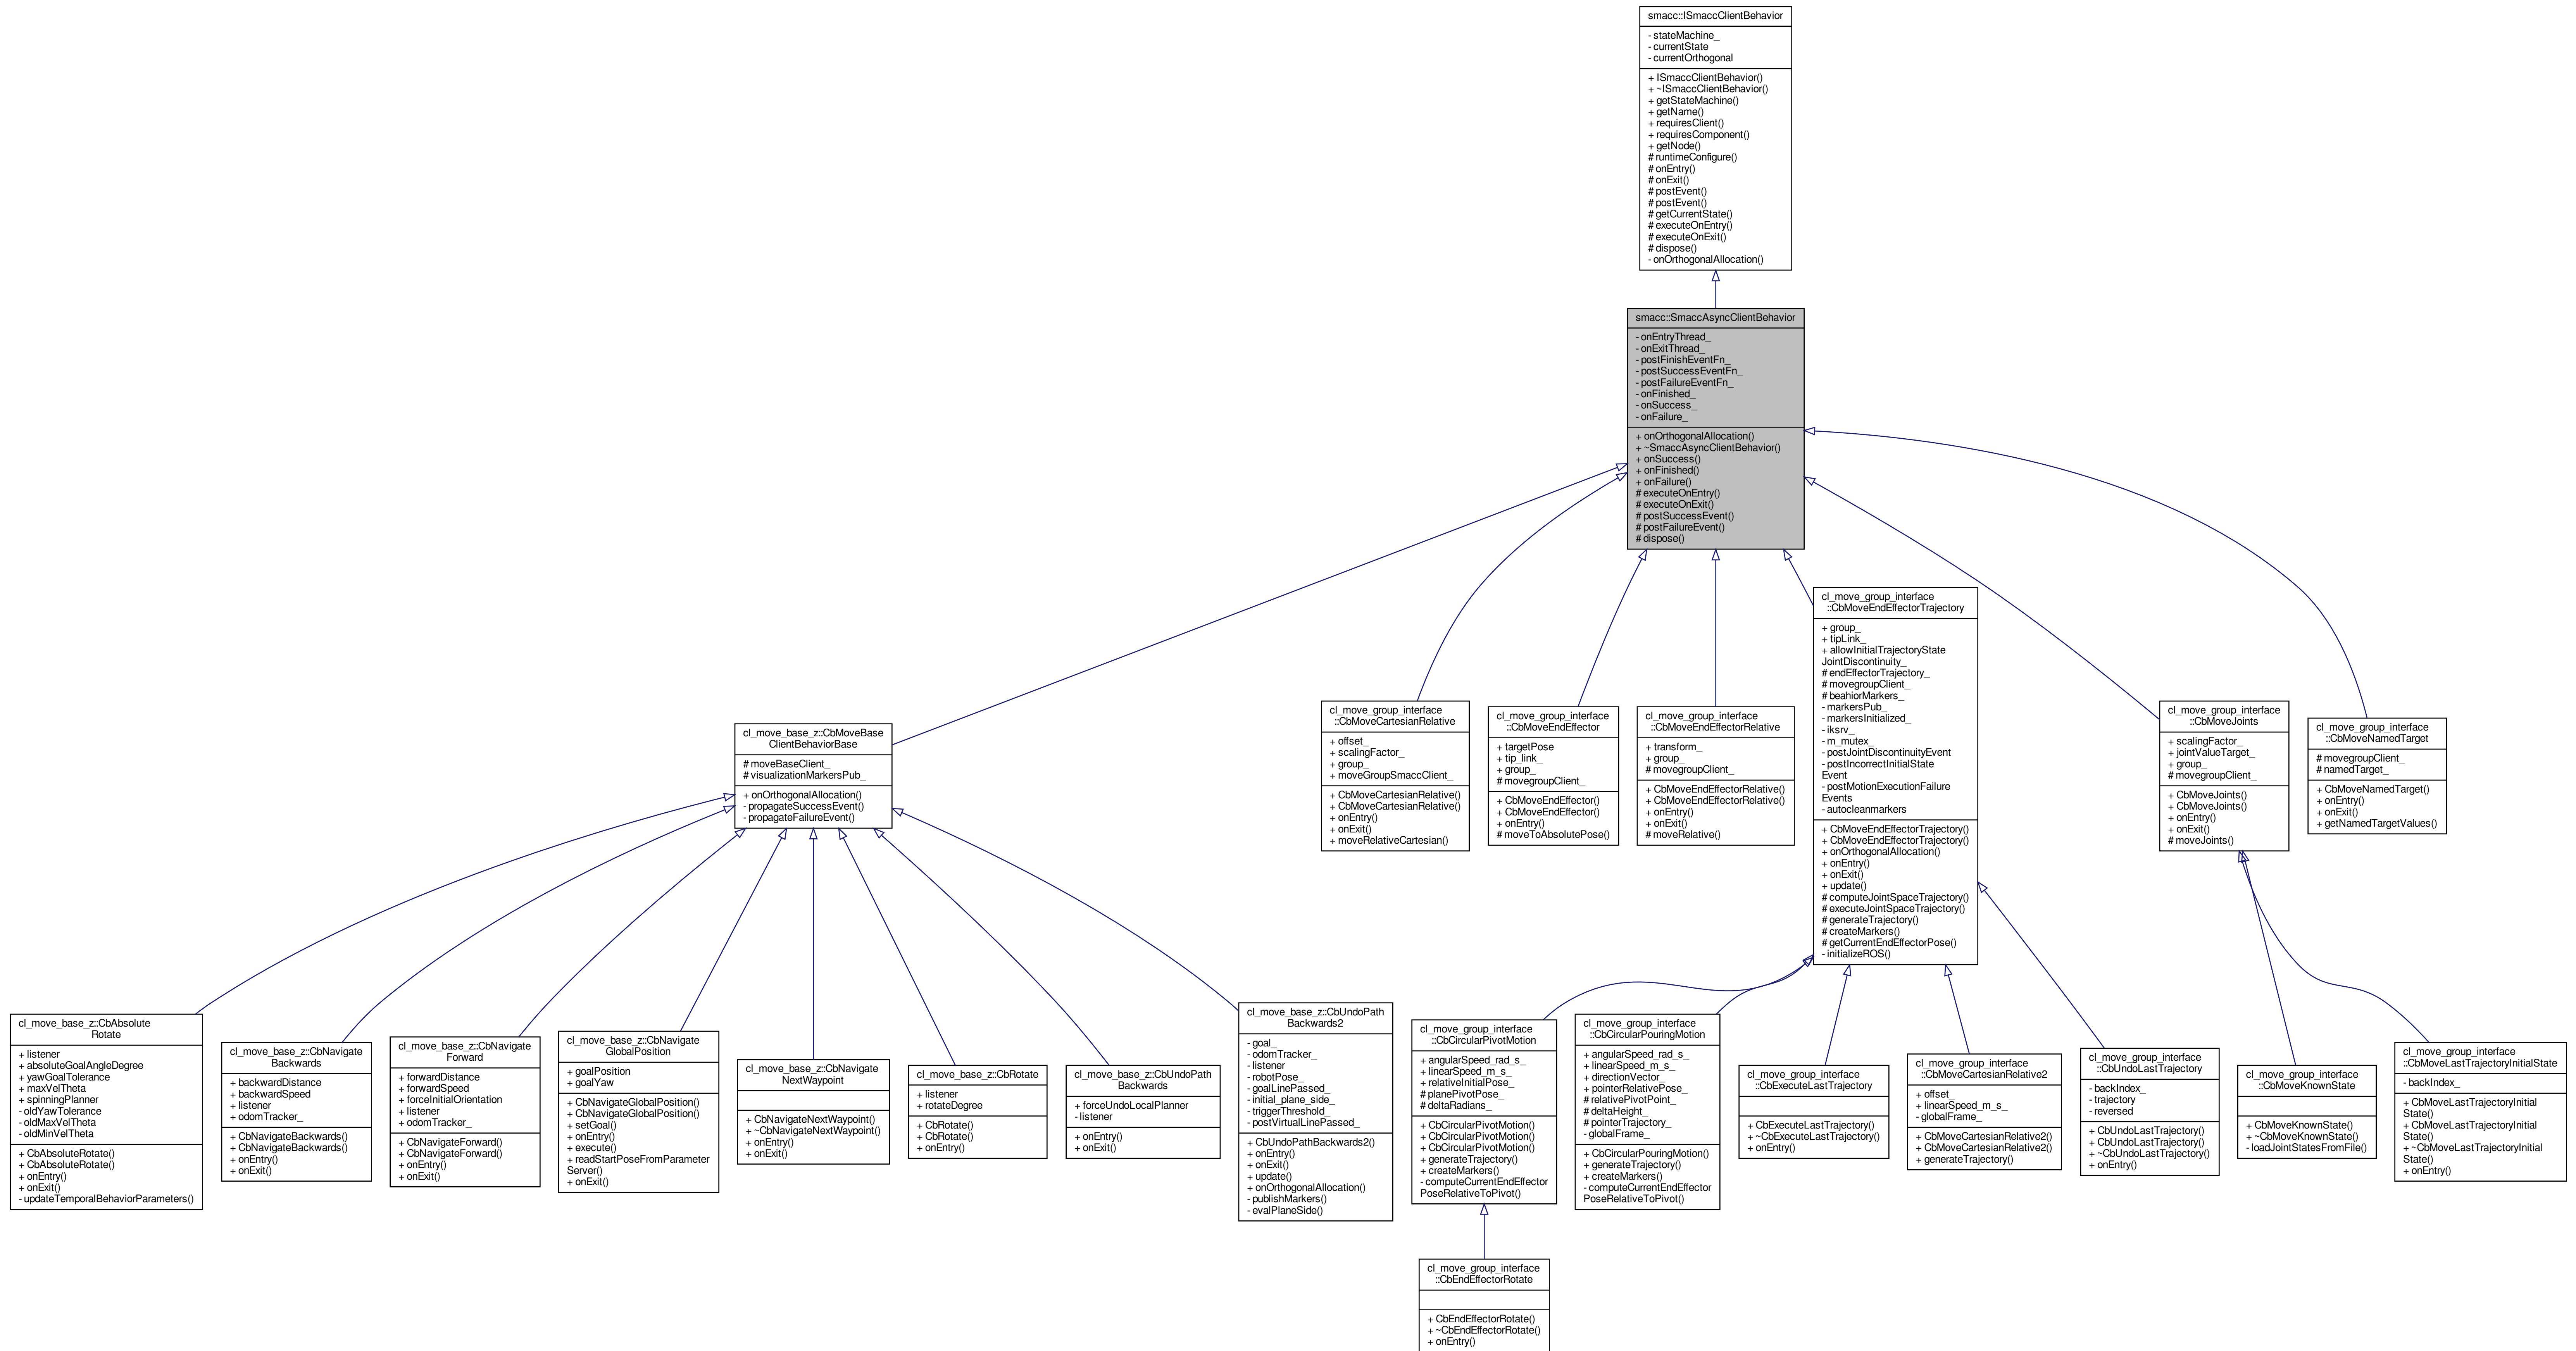 smacc::ISmaccClientBehavior
- stateMachine_
- currentState
- currentOrthogonal
+ ISmaccClientBehavior()
+ ~ISmaccClientBehavior()
+ getStateMachine()
+ getName()
+ requiresClient()
+ requiresComponent()
+ getNode()
# runtimeConfigure()
# onEntry()
# onExit()
# postEvent()
# postEvent()
# getCurrentState()
# executeOnEntry()
# executeOnExit()
# dispose()
- onOrthogonalAllocation()
smacc::SmaccAsyncClientBehavior
- onEntryThread_
- onExitThread_
- postFinishEventFn_
- postSuccessEventFn_
- postFailureEventFn_
- onFinished_
- onSuccess_
- onFailure_
+ onOrthogonalAllocation()
+ ~SmaccAsyncClientBehavior()
+ onSuccess()
+ onFinished()
+ onFailure()
# executeOnEntry()
# executeOnExit()
# postSuccessEvent()
# postFailureEvent()
# dispose()
cl_move_base_z::CbMoveBase
ClientBehaviorBase
# moveBaseClient_
# visualizationMarkersPub_
+ onOrthogonalAllocation()
- propagateSuccessEvent()
- propagateFailureEvent()
cl_move_group_interface
::CbMoveCartesianRelative
+ offset_
+ scalingFactor_
+ group_
+ moveGroupSmaccClient_
+ CbMoveCartesianRelative()
+ CbMoveCartesianRelative()
+ onEntry()
+ onExit()
+ moveRelativeCartesian()
cl_move_group_interface
::CbMoveEndEffector
+ targetPose
+ tip_link_
+ group_
# movegroupClient_
+ CbMoveEndEffector()
+ CbMoveEndEffector()
+ onEntry()
# moveToAbsolutePose()
cl_move_group_interface
::CbMoveEndEffectorRelative
+ transform_
+ group_
# movegroupClient_
+ CbMoveEndEffectorRelative()
+ CbMoveEndEffectorRelative()
+ onEntry()
+ onExit()
# moveRelative()
cl_move_group_interface
::CbMoveEndEffectorTrajectory
+ group_
+ tipLink_
+ allowInitialTrajectoryState
JointDiscontinuity_
# endEffectorTrajectory_
# movegroupClient_
# beahiorMarkers_
- markersPub_
- markersInitialized_
- iksrv_
- m_mutex_
- postJointDiscontinuityEvent
- postIncorrectInitialState
Event
- postMotionExecutionFailure
Events
- autocleanmarkers
+ CbMoveEndEffectorTrajectory()
+ CbMoveEndEffectorTrajectory()
+ onOrthogonalAllocation()
+ onEntry()
+ onExit()
+ update()
# computeJointSpaceTrajectory()
# executeJointSpaceTrajectory()
# generateTrajectory()
# createMarkers()
# getCurrentEndEffectorPose()
- initializeROS()
cl_move_group_interface
::CbMoveJoints
+ scalingFactor_
+ jointValueTarget_
+ group_
# movegroupClient_
+ CbMoveJoints()
+ CbMoveJoints()
+ onEntry()
+ onExit()
# moveJoints()
cl_move_group_interface
::CbMoveNamedTarget
# movegroupClient_
# namedTarget_
+ CbMoveNamedTarget()
+ onEntry()
+ onExit()
+ getNamedTargetValues()
cl_move_base_z::CbAbsolute
Rotate
+ listener
+ absoluteGoalAngleDegree
+ yawGoalTolerance
+ maxVelTheta
+ spinningPlanner
- oldYawTolerance
- oldMaxVelTheta
- oldMinVelTheta
+ CbAbsoluteRotate()
+ CbAbsoluteRotate()
+ onEntry()
+ onExit()
- updateTemporalBehaviorParameters()
cl_move_base_z::CbNavigate
Backwards
+ backwardDistance
+ backwardSpeed
+ listener
+ odomTracker_
+ CbNavigateBackwards()
+ CbNavigateBackwards()
+ onEntry()
+ onExit()
cl_move_base_z::CbNavigate
Forward
+ forwardDistance
+ forwardSpeed
+ forceInitialOrientation
+ listener
+ odomTracker_
+ CbNavigateForward()
+ CbNavigateForward()
+ onEntry()
+ onExit()
cl_move_base_z::CbNavigate
GlobalPosition
+ goalPosition
+ goalYaw
+ CbNavigateGlobalPosition()
+ CbNavigateGlobalPosition()
+ setGoal()
+ onEntry()
+ execute()
+ readStartPoseFromParameter
Server()
+ onExit()
cl_move_base_z::CbNavigate
NextWaypoint
+ CbNavigateNextWaypoint()
+ ~CbNavigateNextWaypoint()
+ onEntry()
+ onExit()
cl_move_base_z::CbRotate
+ listener
+ rotateDegree
+ CbRotate()
+ CbRotate()
+ onEntry()
cl_move_base_z::CbUndoPath
Backwards
+ forceUndoLocalPlanner
- listener
+ onEntry()
+ onExit()
cl_move_base_z::CbUndoPath
Backwards2
- goal_
- odomTracker_
- listener
- robotPose_
- goalLinePassed_
- initial_plane_side_
- triggerThreshold_
- postVirtualLinePassed_
+ CbUndoPathBackwards2()
+ onEntry()
+ onExit()
+ update()
+ onOrthogonalAllocation()
- publishMarkers()
- evalPlaneSide()
cl_move_group_interface
::CbCircularPivotMotion
+ angularSpeed_rad_s_
+ linearSpeed_m_s_
+ relativeInitialPose_
# planePivotPose_
# deltaRadians_
+ CbCircularPivotMotion()
+ CbCircularPivotMotion()
+ CbCircularPivotMotion()
+ generateTrajectory()
+ createMarkers()
- computeCurrentEndEffector
PoseRelativeToPivot()
cl_move_group_interface
::CbCircularPouringMotion
+ angularSpeed_rad_s_
+ linearSpeed_m_s_
+ directionVector_
+ pointerRelativePose_
# relativePivotPoint_
# deltaHeight_
# pointerTrajectory_
- globalFrame_
+ CbCircularPouringMotion()
+ generateTrajectory()
+ createMarkers()
- computeCurrentEndEffector
PoseRelativeToPivot()
cl_move_group_interface
::CbExecuteLastTrajectory
+ CbExecuteLastTrajectory()
+ ~CbExecuteLastTrajectory()
+ onEntry()
cl_move_group_interface
::CbMoveCartesianRelative2
+ offset_
+ linearSpeed_m_s_
- globalFrame_
+ CbMoveCartesianRelative2()
+ CbMoveCartesianRelative2()
+ generateTrajectory()
cl_move_group_interface
::CbUndoLastTrajectory
- backIndex_
- trajectory
- reversed
+ CbUndoLastTrajectory()
+ CbUndoLastTrajectory()
+ ~CbUndoLastTrajectory()
+ onEntry()
cl_move_group_interface
::CbMoveKnownState
+ CbMoveKnownState()
+ ~CbMoveKnownState()
- loadJointStatesFromFile()
cl_move_group_interface
::CbMoveLastTrajectoryInitialState
- backIndex_
+ CbMoveLastTrajectoryInitial
State()
+ CbMoveLastTrajectoryInitial
State()
+ ~CbMoveLastTrajectoryInitial
State()
+ onEntry()
cl_move_group_interface
::CbEndEffectorRotate
+ CbEndEffectorRotate()
+ ~CbEndEffectorRotate()
+ onEntry()